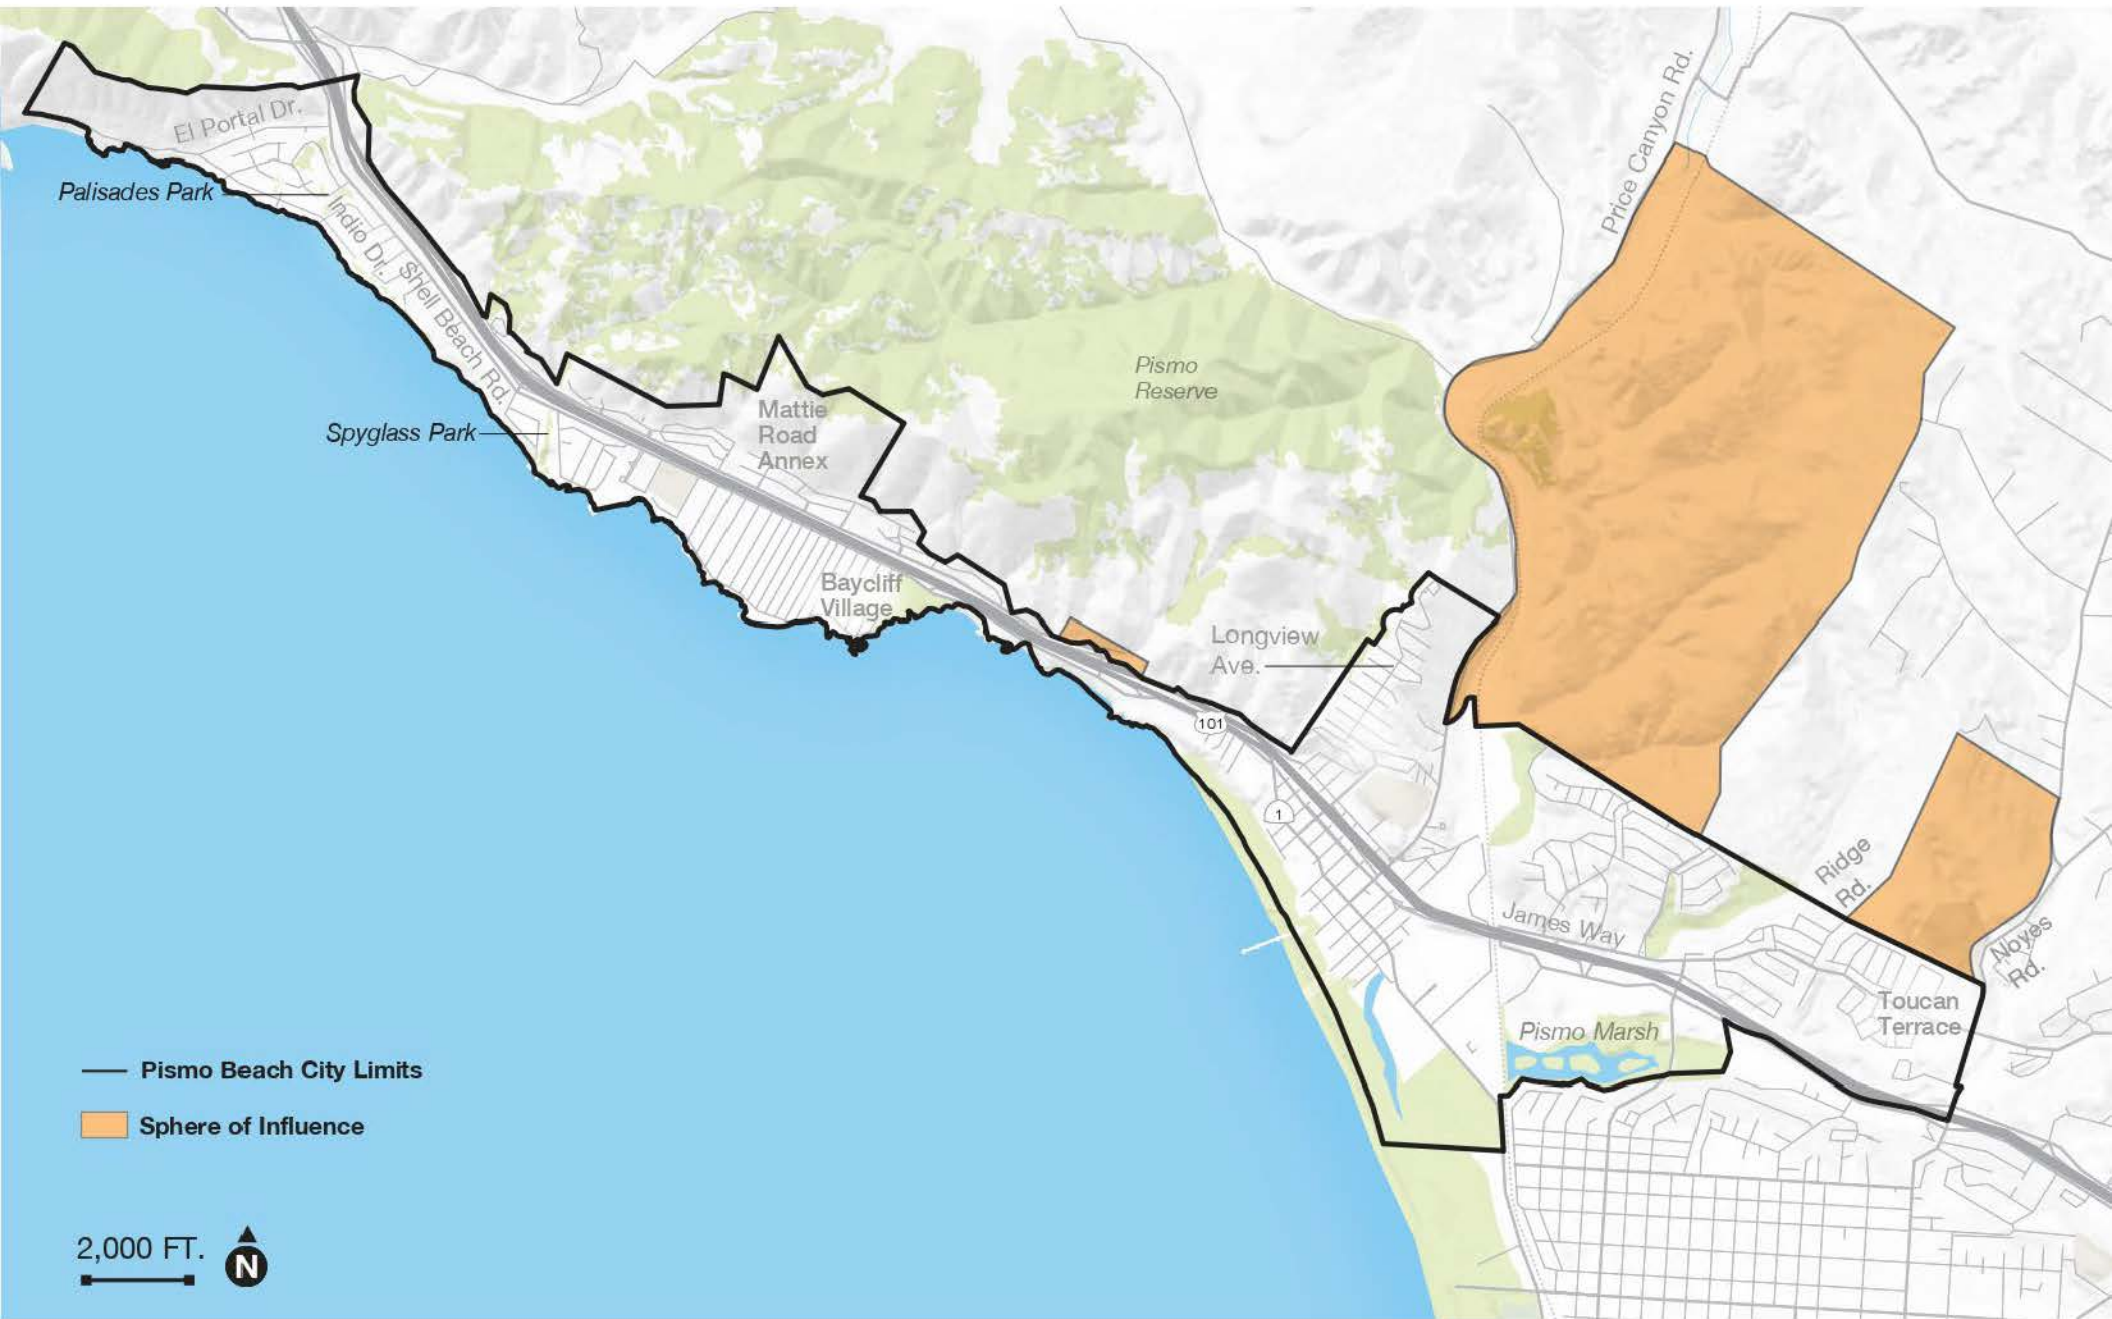 El Portal Dr.
Price Canyon Rd.
Palisades Park
Indio Dr.
Shell Beach Rd.
Pismo
Reserve
Mattie
Road
Annex
Spyglass Park
Baycliff
Village
Longview
Ave.
101
1
Ridge
Rd.
James Way
Noyes
Rd.
Toucan
Terrace
Pismo Marsh
Pismo Beach City Limits
Sphere of Influence
2,000 FT.
N